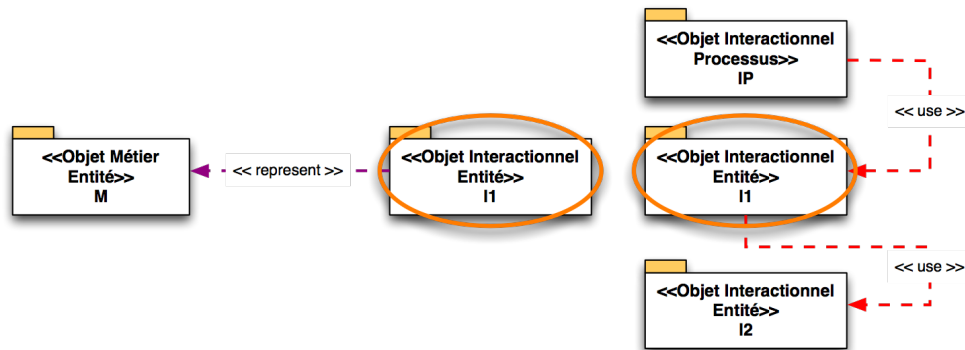 <<Objet Interactionnel
Processus>>
IP
<< use >>
<<Objet Métier
Entité>>
M
<< represent >>
<<Objet Interactionnel
Entité>>
I1
<<Objet Interactionnel
Entité>>
I1
<< use >>
<<Objet Interactionnel
Entité>>
I2